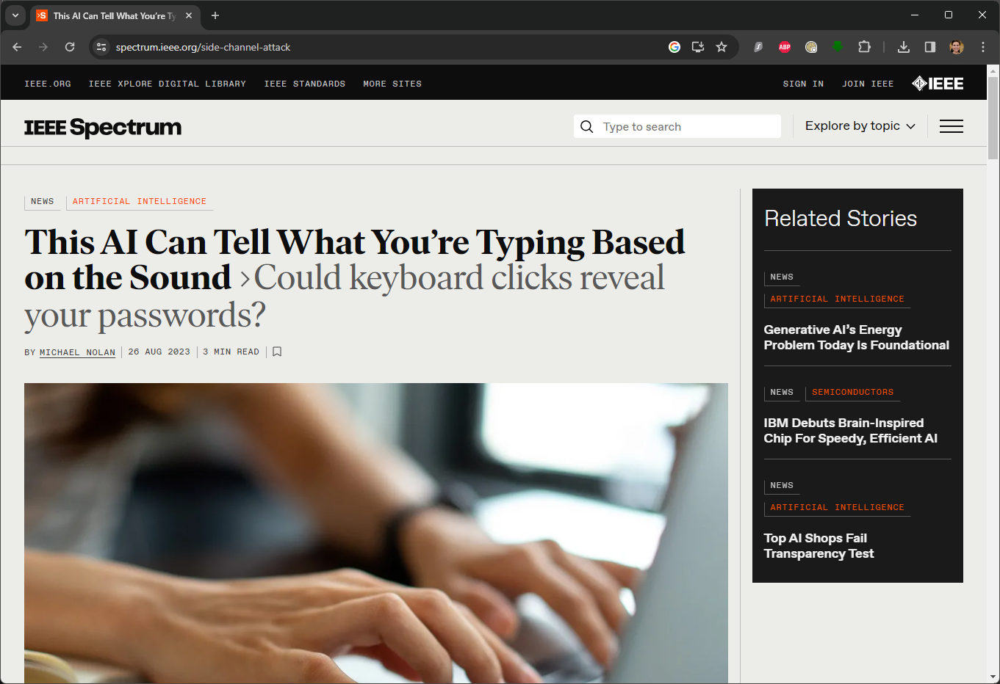 This AI Can Tell What You’re Ty
spectrum.ieee.org/side-channel-attack
ABP
IEEE.ORG IEEE XPLORE DIGITAL LIBRARY IEEE STANDARDS MORE SITES SIGN IN JOIN IEEE IEEE
IEEE Spectrum Type to search Explore by topic
NEWS ARTIFICIAL INTELLIGENCE
This AI Can Tell What You’re Typing Based
on the Sound >Could keyboard clicks reveal
your passwords?
BY MICHAEL NOLAN 26 AUG 2023 3 MIN READ
Related Stories
NEWS
ARTIFICIAL INTELLIGENCE
Generative AI’s Energy
Problem Today Is Foundational
NEWS SEMICONDUCTORS
IBM Debuts Brain-Inspired
Chip For Speedy, Efficient AI
NEWS
ARTIFICIAL INTELLIGENCE
Top AI Shops Fail
Transparency Test